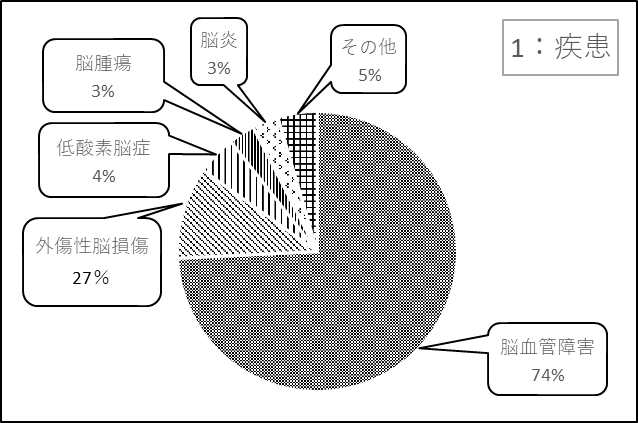 1：疾患
脳血管障害
74%
外傷性脳損傷
27%
低酸素脳症
4%
脳腫瘍
3%
脳炎
3%
その他
5%